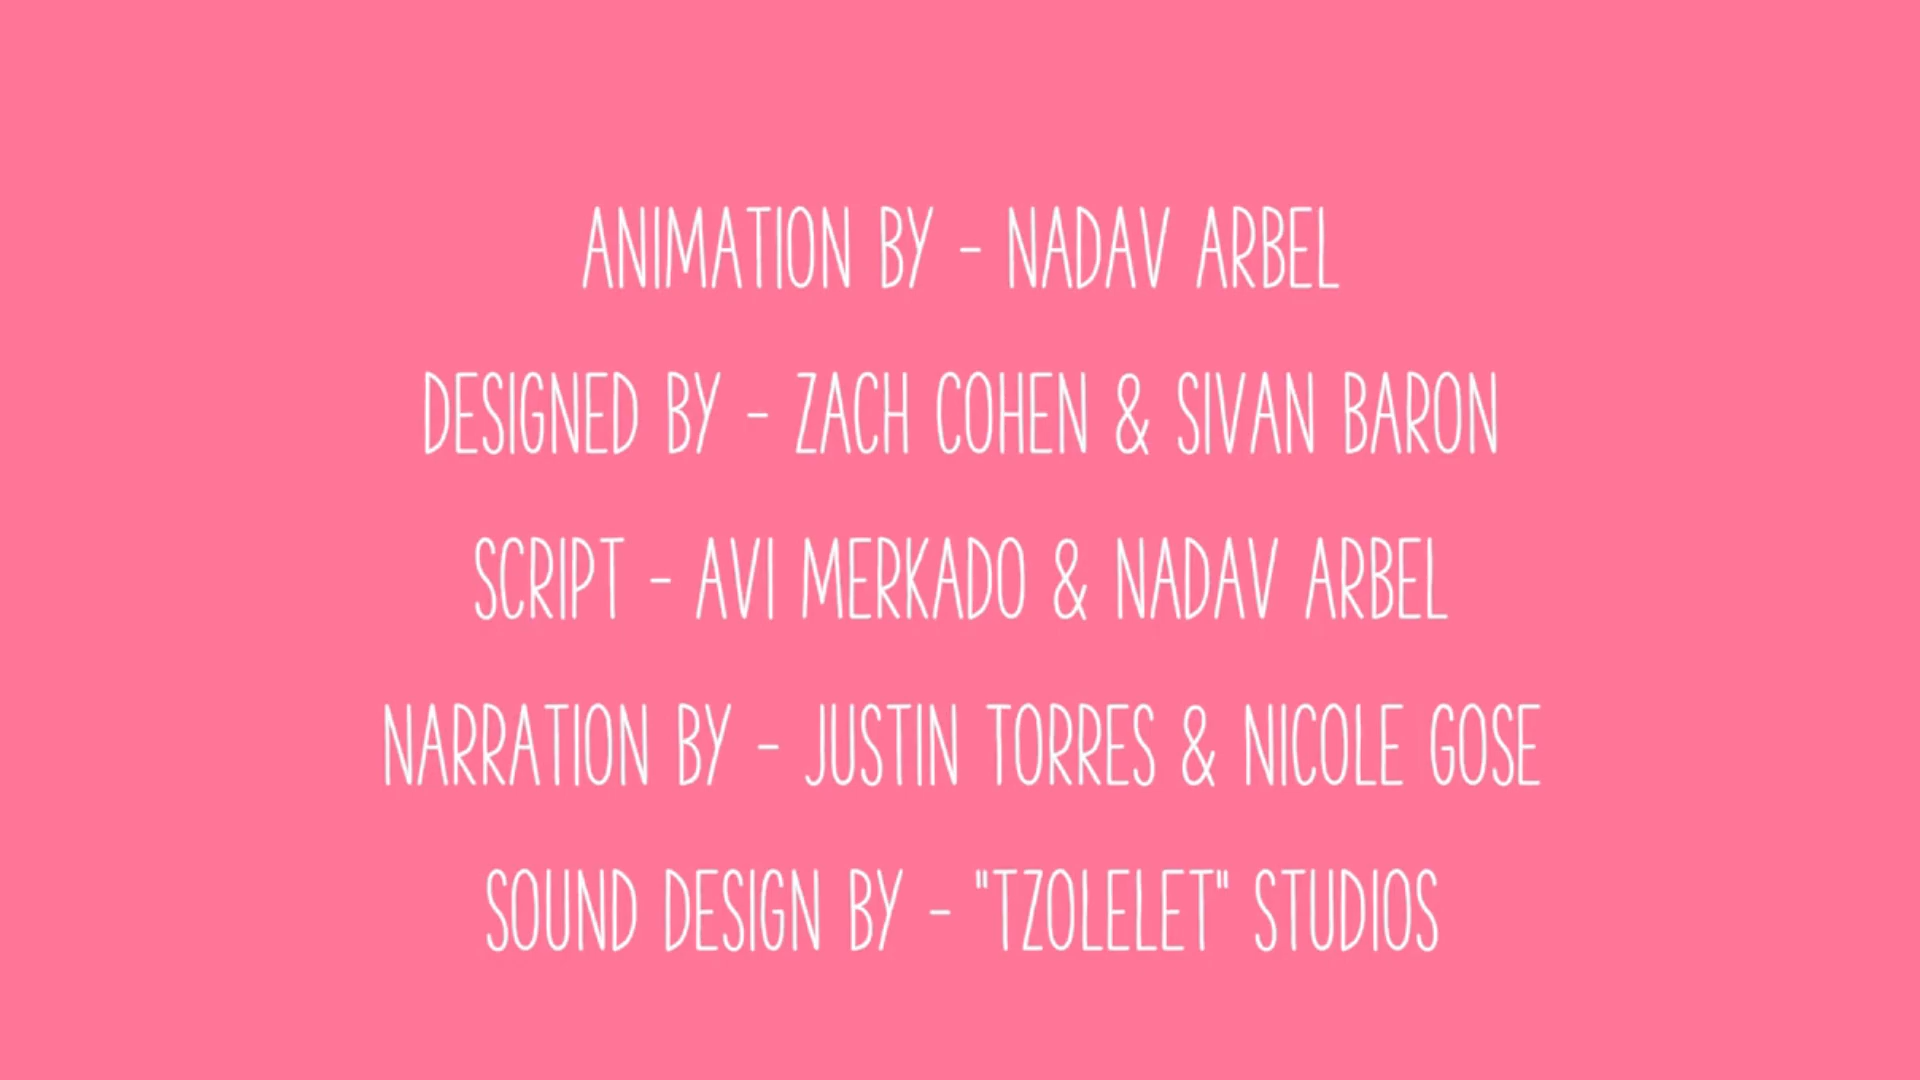 ANIMATION BY - NADAV ARBEL
DESIGNED BY - ZACH COHEN & SIVAN BARON
SCRIPT - AVI MERKADO & NADAV ARBEL
NARRATION BY - JUSTIN TORRES & NICOLE GOSE
SOUND DESIGN BY - "TZOLELET" STUDIOS